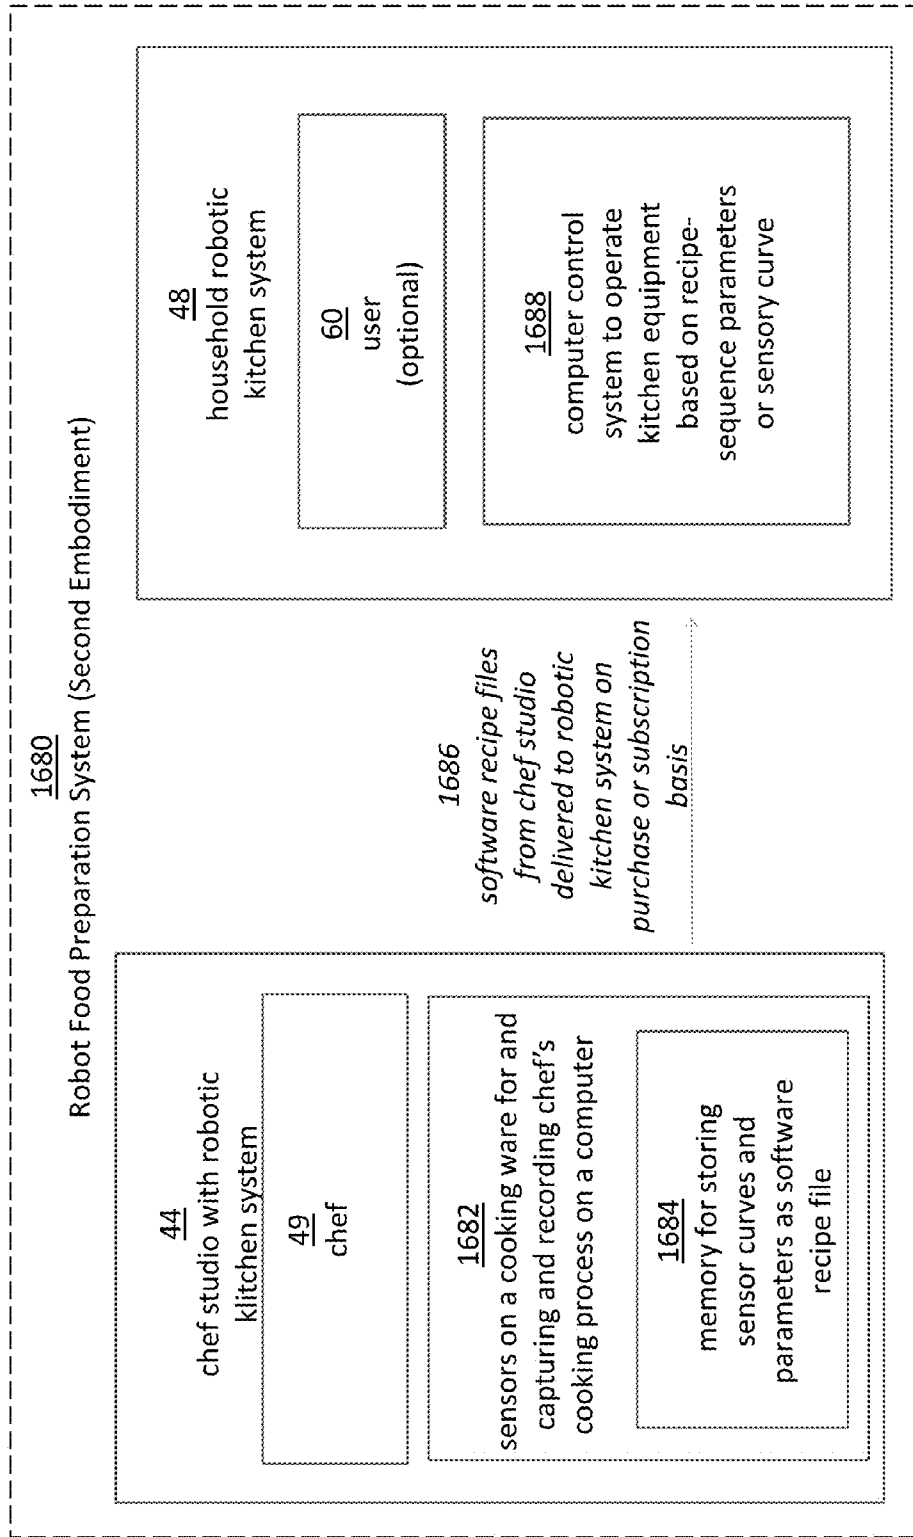 1680
Robot Food Preparation System (Second Embodiment)
44
chef studio with robotic
klitchen system
49
chef
1682
sensors on a cooking ware for and
capturing and recording chef's
cooking process on a computer
1684
memory for storing
sensor curves and
parameters as software
recipe file
1686
software recipe files
from chef studio
delivered to robotic
kitchen system on
purchase or subscription
basis
48
household robotic
kitchen system
60
user
(optional)
1688
computer control
system to operate
kitchen equipment
based on recipe-
sequence parameters
or sensory curve